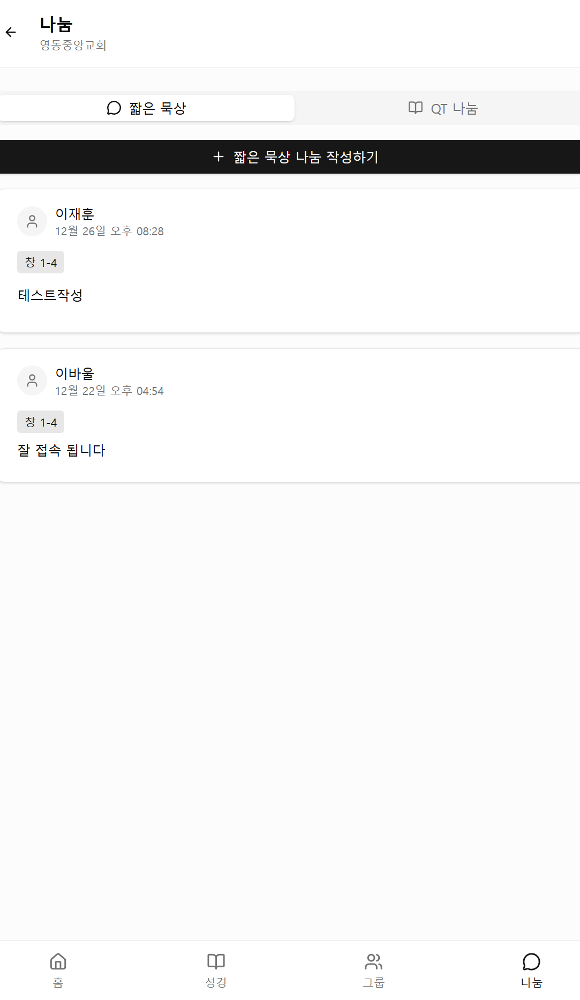 나눔
영동중앙교회
짧은 묵상
QT 나눔
+ 짧은 묵상 나눔 작성하기
이재훈
12월 26일 오후 08:28
창 1-4
테스트작성
이바울
12월 22일 오후 04:54
창 1-4
잘 접속 됩니다
홈
성경
그룹
나눔